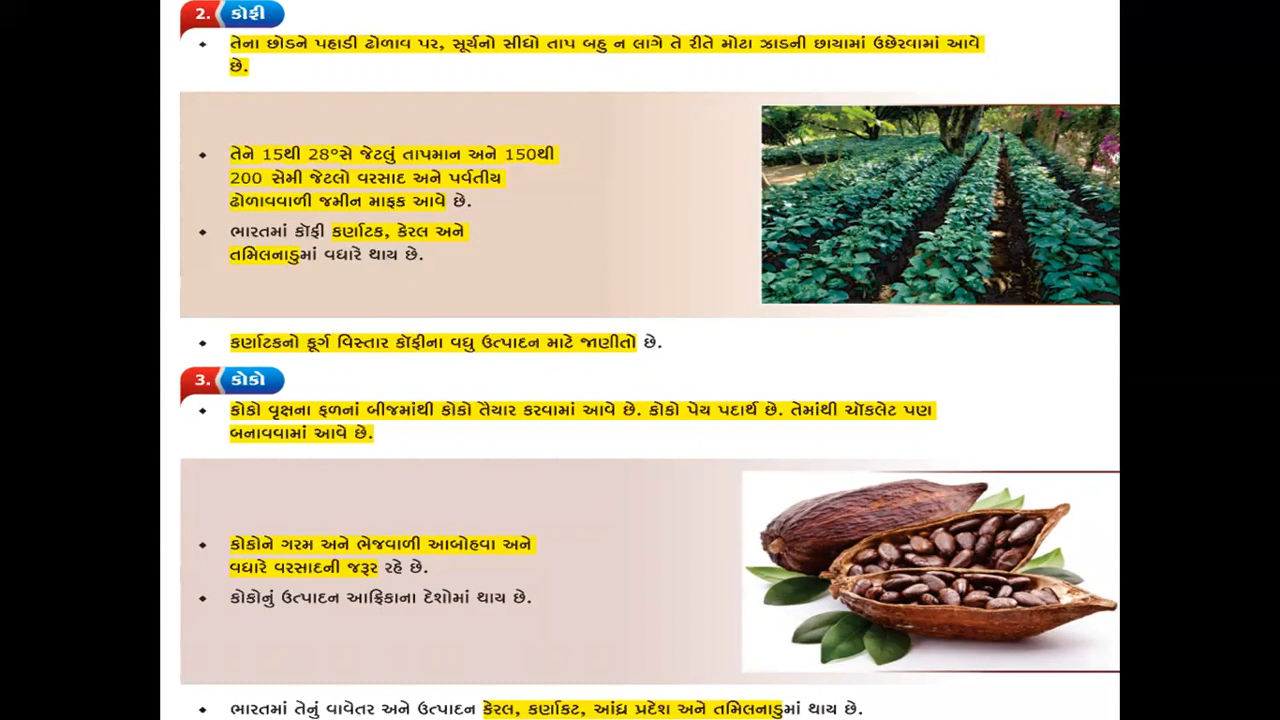 2. કોફી
તેના છોડને પહાડી ઢોળાવ પર, સૂર્યનો સીધો તાપ બહુ ન લાગે તે રીતે મોટા ઝાડની છાયામાં ઉછેરવામાં આવે
છે.
તેને 15થી 28°સે જેટલું તાપમાન અને 150થી
200 સેમી જેટલો વરસાદ અને પર્વતીય
ઢોળાવવાળી જમીન માફક આવે છે.
ભારતમાં કૉફી કર્ણાટક, કેરલ અને
તમિલનાડુમાં વધારે થાય છે.
કર્ણાટકનો કૂર્ગ વિસ્તાર કૉફીના વધુ ઉત્પાદન માટે જાણીતો છે.
3. કોકો
કોકો વૃક્ષના ફળનાં બીજમાંથી કોકો તૈયાર કરવામાં આવે છે. કોકો પેય પદાર્થ છે. તેમાંથી ચૉકલેટ પણ
બનાવવામાં આવે છે.
કોકોને ગરમ અને ભેજવાળી આબોહવા અને
વધારે વરસાદની જરૂર રહે છે.
કોકોનું ઉત્પાદન આફ્રિકાના દેશોમાં થાય છે.
ભારતમાં તેનું વાવેતર અને ઉત્પાદન કેરલ, કર્ણાકટ, આંધ્ર પ્રદેશ અને તમિલનાડુમાં થાય છે.